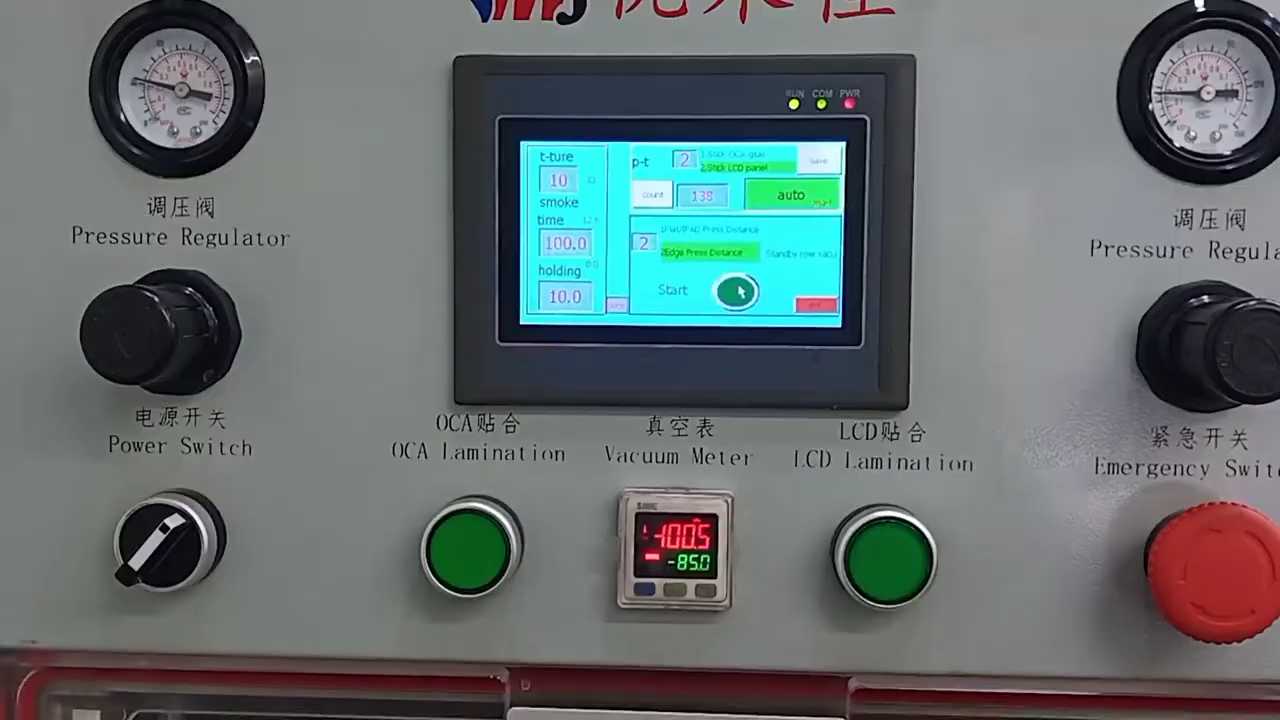 RUN COM PWR
t-ture
10
smoke
time 12.6
100.0
0.0
holding
10.0
p-t 2 1.Stick OCA glue
2.Stick LCD panel
save
count 138 auto
2 1Flat/IPAD Press Distance
2Edge Press Distance
Standby now vacu
Start
调压阀
Pressure Regulator
调压阀
Pressure Regula
电源开关
Power Switch
OCA贴合
OCA Lamination
真空表
Vacuum Meter
LCD贴合
LCD Lamination
紧急开关
Emergency Swit
-100.5
-85.0